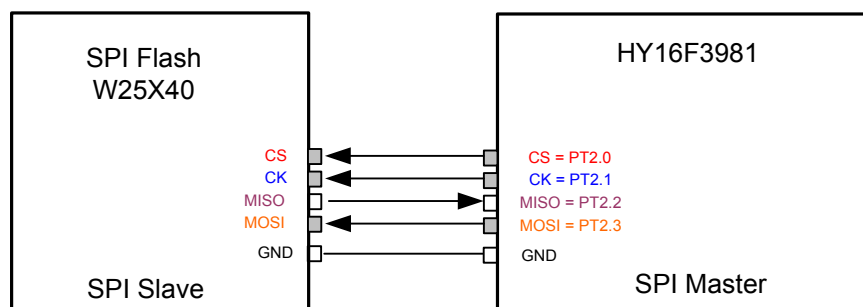 SPI Flash
W25X40
CS
CK
MISO
MOSI
GND
SPI Slave
HY16F3981
CS = PT2.0
CK = PT2.1
MISO = PT2.2
MOSI = PT2.3
GND
SPI Master